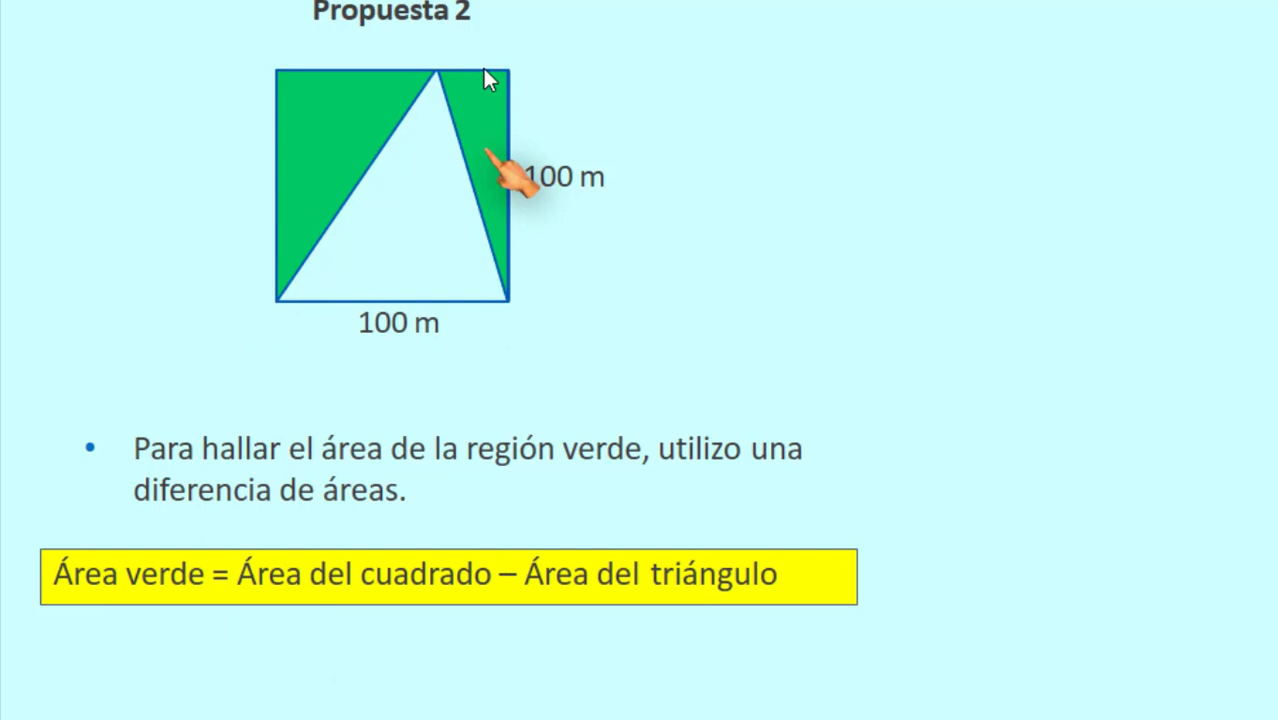 Propuesta 2
100 m
100 m
• Para hallar el área de la región verde, utilizo una
diferencia de áreas.
Área verde = Área del cuadrado – Área del triángulo